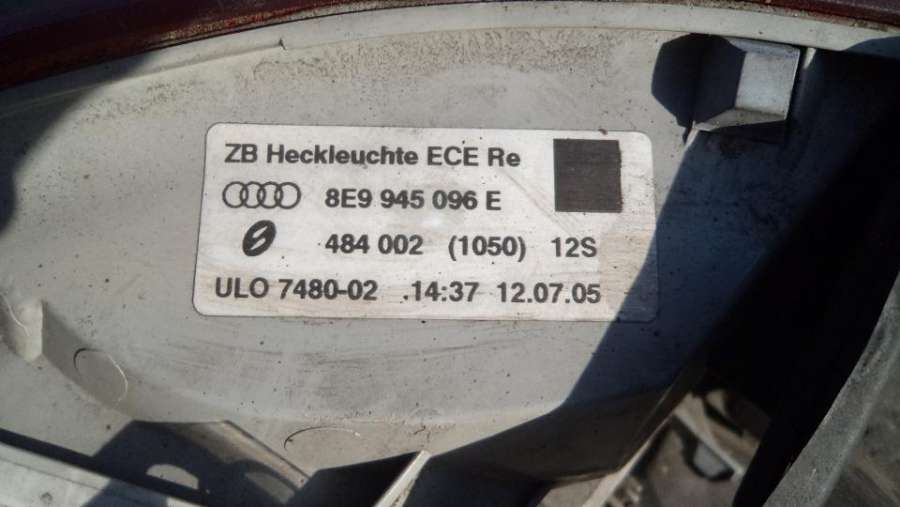 ZB Heckleuchte ECE Re
8E9 945 096 E
484 002 (1050) 12S
ULO 7480-02 .14:37 12.07.05